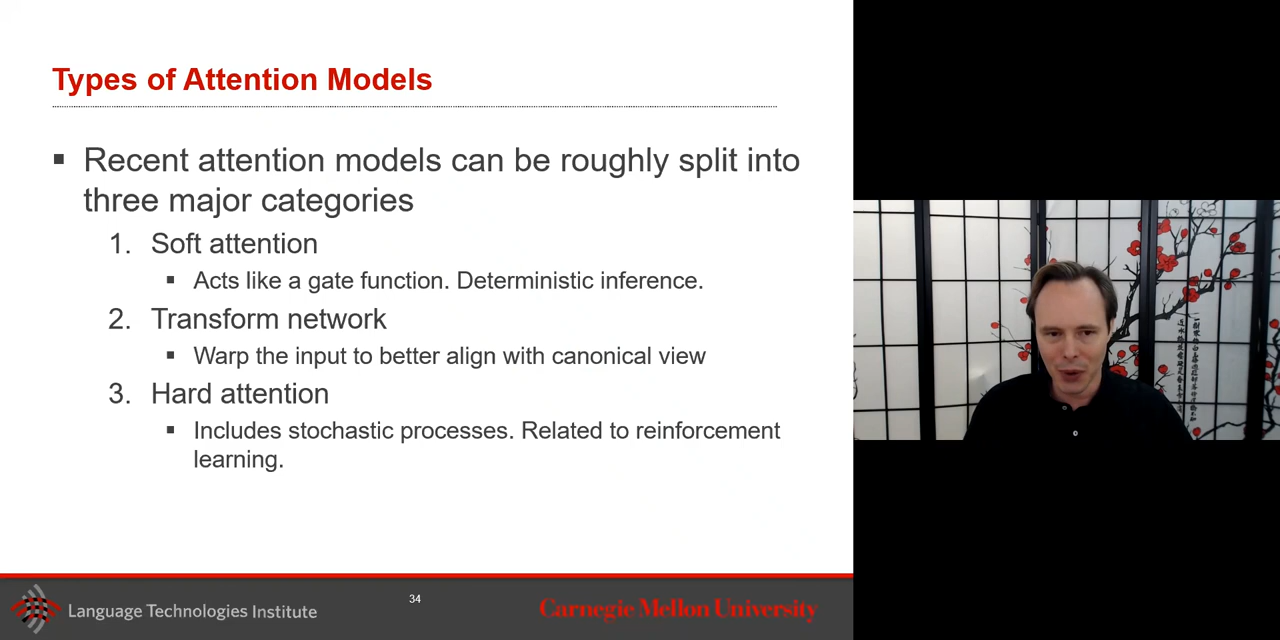 Types of Attention Models
▪ Recent attention models can be roughly split into
three major categories
1. Soft attention
▪ Acts like a gate function. Deterministic inference.
2. Transform network
▪ Warp the input to better align with canonical view
3. Hard attention
▪ Includes stochastic processes. Related to reinforcement
learning.
Language Technologies Institute
34
Carnegie Mellon University